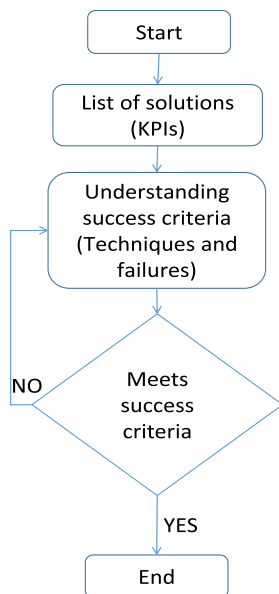 Start
List of solutions
(KPIs)
Understanding
success criteria
(Techniques and
failures)
NO
Meets
success
criteria
YES
End